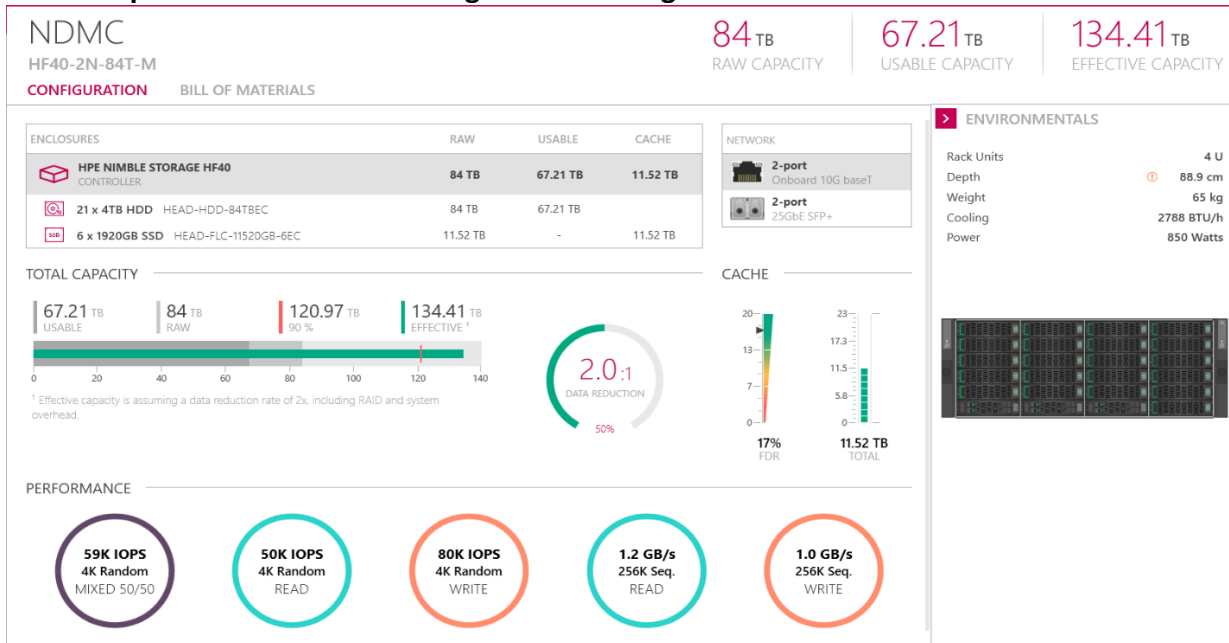 NDMC
HF40-2N-84T-M
84 TB
RAW CAPACITY
67.21 TB
USABLE CAPACITY
134.41 TB
EFFECTIVE CAPACITY
CONFIGURATION BILL OF MATERIALS
ENCLOSURES RAW USABLE CACHE
HPE NIMBLE STORAGE HF40
CONTROLLER
84 TB 67.21 TB 11.52 TB
21 x 4TB HDD HEAD-HDD-84TBEC 84 TB 67.21 TB
SSD 6 x 1920GB SSD HEAD-FLC-11520GB-6EC 11.52 TB - 11.52 TB
NETWORK
2-port
Onboard 10G baseT
2-port
25GbE SFP+
ENVIRONMENTALS
Rack Units 4 U
Depth 88.9 cm
Weight 65 kg
Cooling 2788 BTU/h
Power 850 Watts
TOTAL CAPACITY
67.21 TB
USABLE
84 TB
RAW
120.97 TB
90 %
134.41 TB
EFFECTIVE ¹
0 20 40 60 80 100 120 140
¹ Effective capacity is assuming a data reduction rate of 2x, including RAID and system
overhead.
2.0:1
DATA REDUCTION
50%
CACHE
20
13
7
0
17%
FDR
23
17.3
11.5
5.8
0
11.52 TB
TOTAL
PERFORMANCE
59K IOPS
4K Random
MIXED 50/50
50K IOPS
4K Random
READ
80K IOPS
4K Random
WRITE
1.2 GB/s
256K Seq.
READ
1.0 GB/s
256K Seq.
WRITE